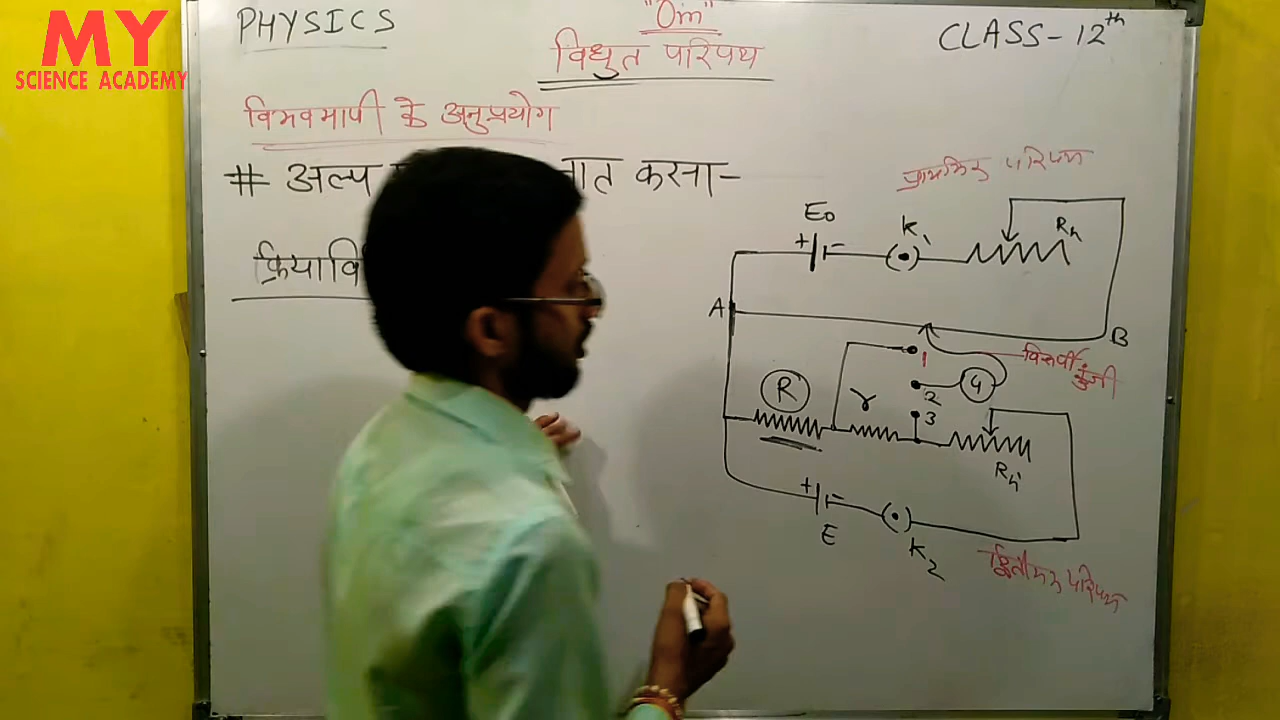 MY
SCIENCE ACADEMY
PHYSICS
"Om"
CLASS-12th
विधुत परिपथ
विभवमापी के अनुप्रयोग
# अल्प ज्ञात करना-
प्राथमिक परिपथ
E0
+ -
K1
Rh
क्रियावि
A
B
1
विसर्पी कुंजी
R
r
2
G
3
Rh'
+ -
E
K2
द्वितीयक परिपथ